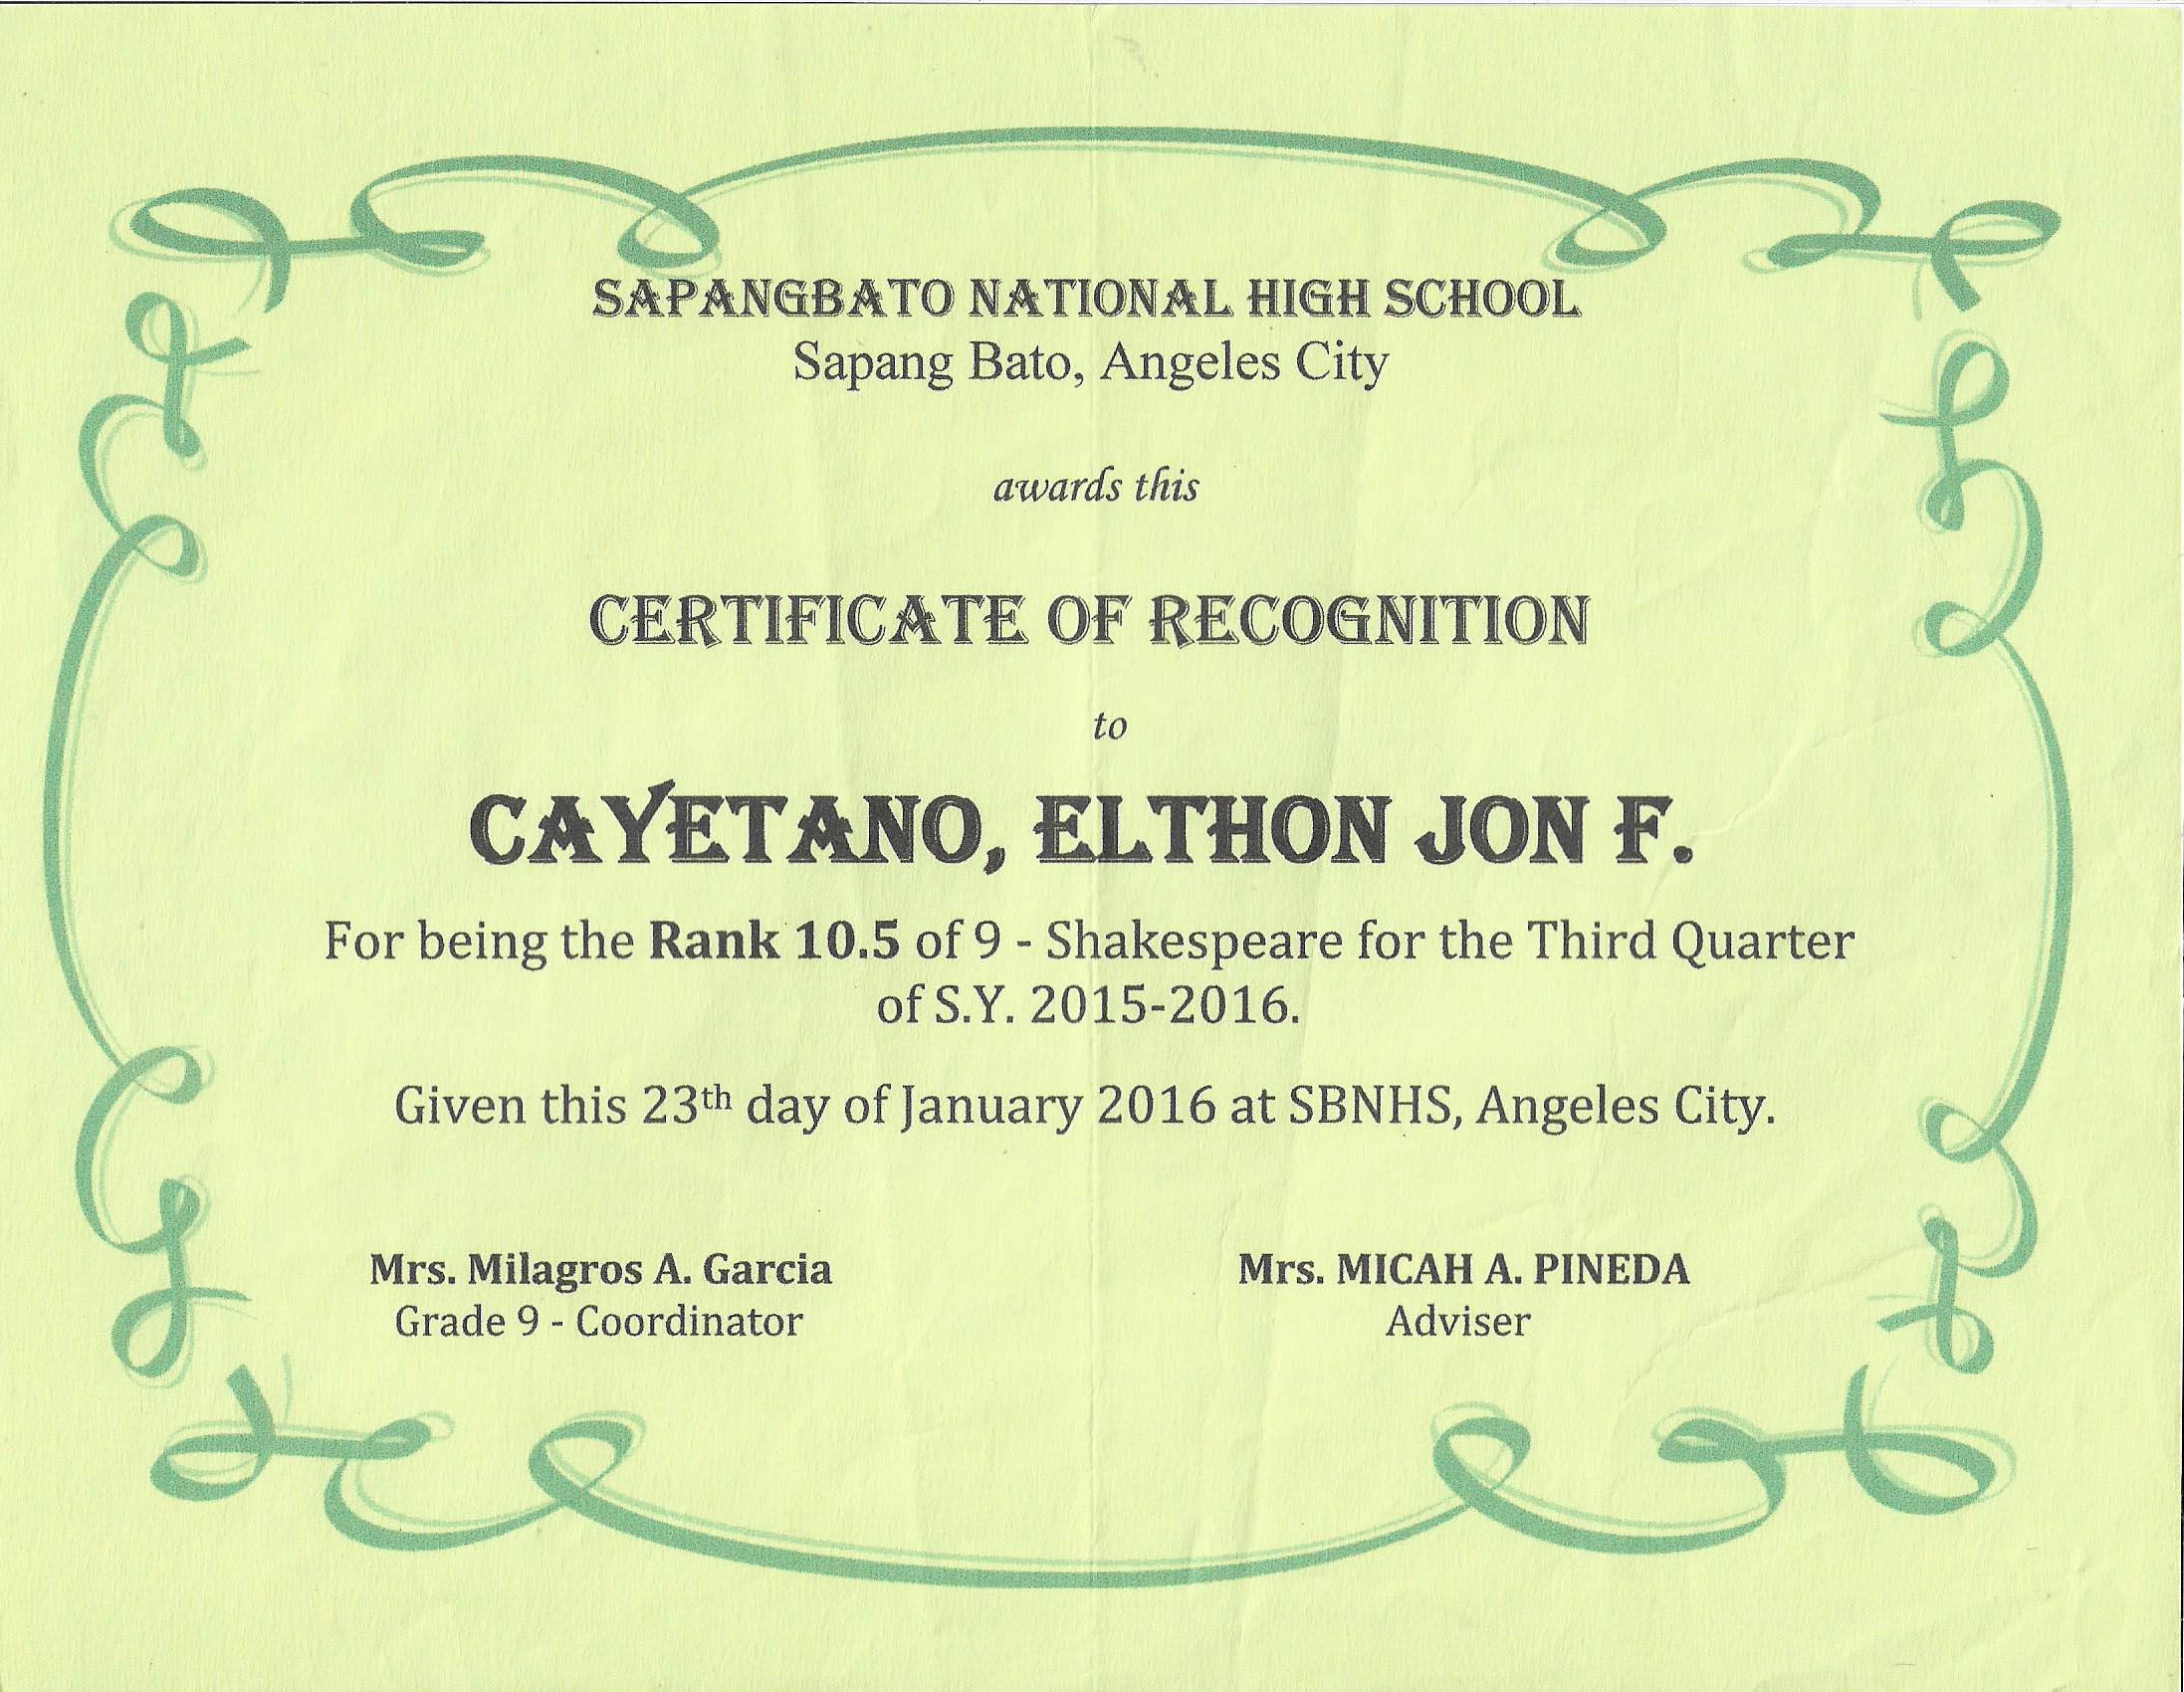 SAPANGBATO NATIONAL HIGH SCHOOL
Sapang Bato, Angeles City
awards this
CERTIFICATE OF RECOGNITION
to
CAYETANO, ELTHON JON F.
For being the Rank 10.5 of 9 - Shakespeare for the Third Quarter
of S.Y. 2015-2016.
Given this 23th day of January 2016 at SBNHS, Angeles City.
Mrs. Milagros A. Garcia
Grade 9 - Coordinator
Mrs. MICAH A. PINEDA
Adviser